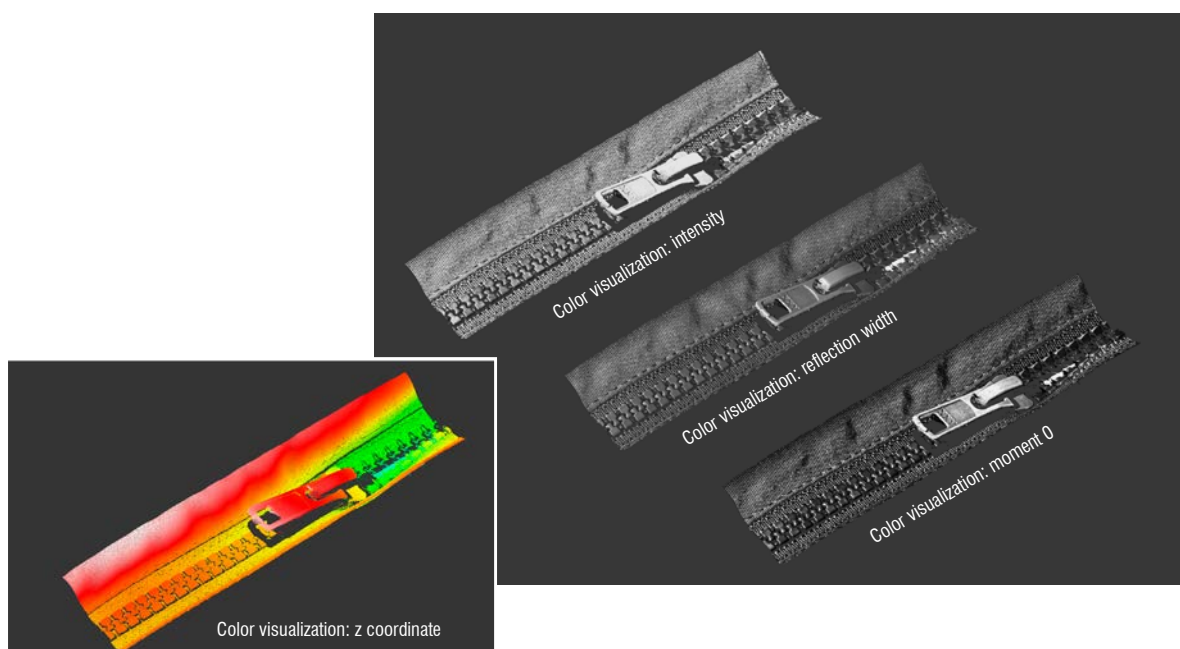 Color visualization: intensity
Color visualization: reflection width
Color visualization: moment 0
Color visualization: z coordinate